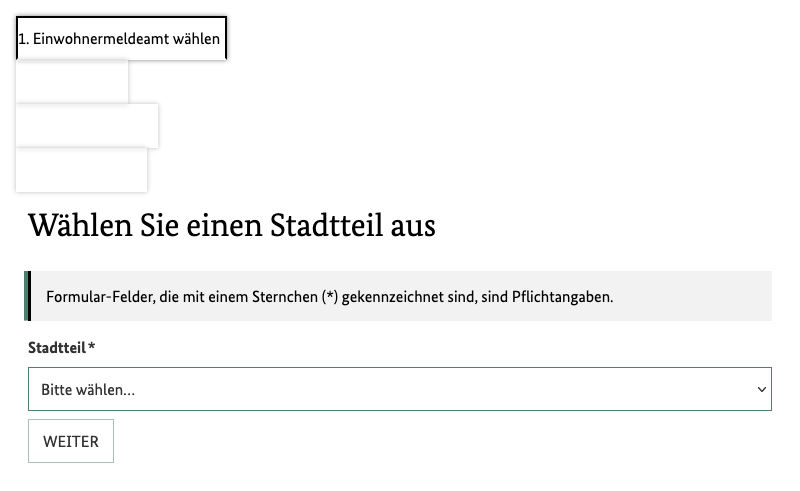 1. Einwohnermeldeamt wählen
Wählen Sie einen Stadtteil aus
Formular-Felder, die mit einem Sternchen (*) gekennzeichnet sind, sind Pflichtangaben.
Stadtteil *
Bitte wählen...
WEITER